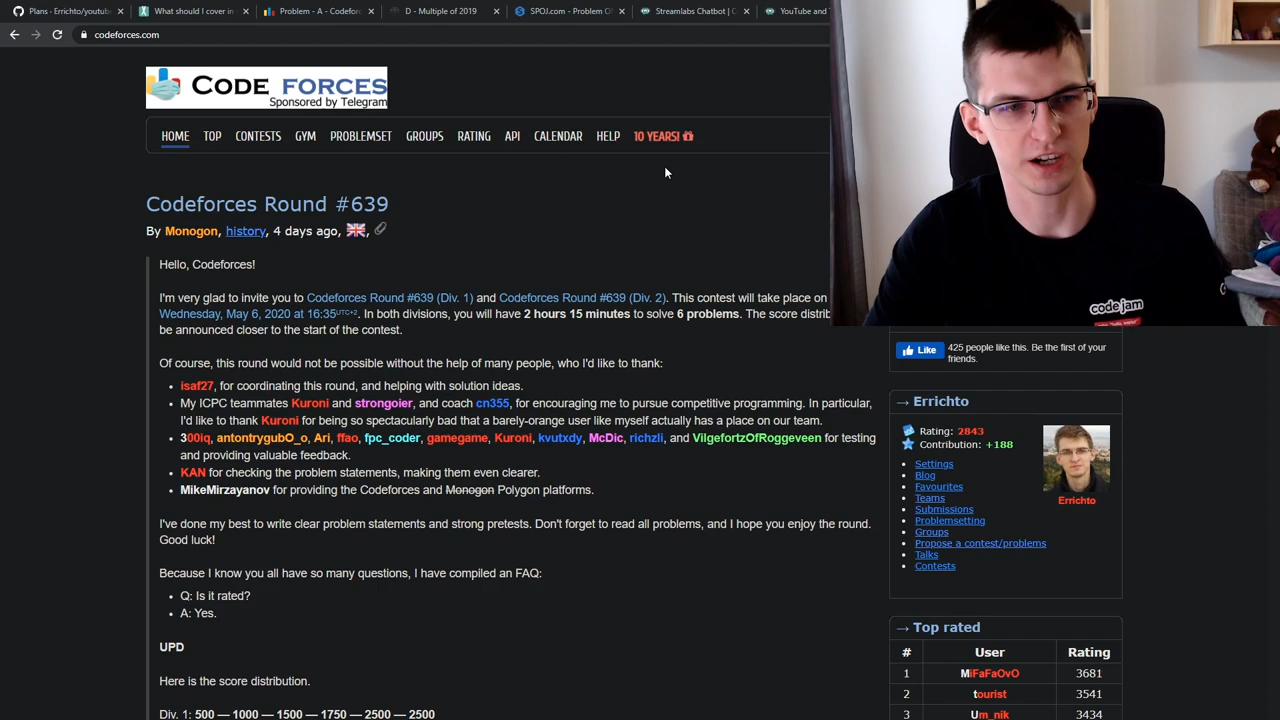 Plans · Errichto/youtub
What should I cover in
Problem - A - Codefor
D - Multiple of 2019
SPOJ.com - Problem O
Streamlabs Chatbot | C
YouTube and
codeforces.com
CODE FORCES
Sponsored by Telegram
HOME TOP CONTESTS GYM PROBLEMSET GROUPS RATING API CALENDAR HELP 10 YEARS!
Codeforces Round #639
By Monogon, history, 4 days ago,
Hello, Codeforces!
I'm very glad to invite you to Codeforces Round #639 (Div. 1) and Codeforces Round #639 (Div. 2). This contest will take place on
Wednesday, May 6, 2020 at 16:35UTC+2. In both divisions, you will have 2 hours 15 minutes to solve 6 problems. The score distrib
be announced closer to the start of the contest.
Of course, this round would not be possible without the help of many people, who I'd like to thank:
• isaf27, for coordinating this round, and helping with solution ideas.
• My ICPC teammates Kuroni and strongoier, and coach cn355, for encouraging me to pursue competitive programming. In particular,
I'd like to thank Kuroni for being so spectacularly bad that a barely-orange user like myself actually has a place on our team.
• 300iq, antontrygubO_o, Ari, ffao, fpc_coder, gamegame, Kuroni, kvutxdy, McDic, richzli, and VilgefortzOfRoggeveen for testing
and providing valuable feedback.
• KAN for checking the problem statements, making them even clearer.
• MikeMirzayanov for providing the Codeforces and Monogon Polygon platforms.
I've done my best to write clear problem statements and strong pretests. Don't forget to read all problems, and I hope you enjoy the round.
Good luck!
Because I know you all have so many questions, I have compiled an FAQ:
• Q: Is it rated?
• A: Yes.
UPD
Here is the score distribution.
Div. 1: 500 — 1000 — 1500 — 1750 — 2500 — 2500
code jam
Like
425 people like this. Be the first of your
friends.
→ Errichto
Rating: 2843
Contribution: +188
• Settings
• Blog
• Favourites
• Teams
• Submissions
• Problemsetting
• Groups
• Propose a contest/problems
• Talks
• Contests
Errichto
→ Top rated
# User Rating
1 MiFaFaOvO 3681
2 tourist 3541
3 Um_nik 3434